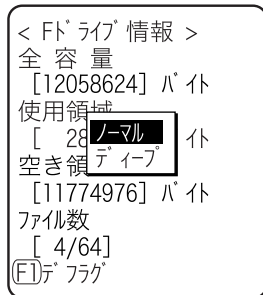 < Fﾄﾞﾗｲﾌﾞ情報 >
全 容 量
[12058624] ﾊﾞｲﾄ
使用領域
[ 28 ｲﾄ
ﾉｰﾏﾙ
ﾃﾞｨｰﾌﾟ
空き領
[11774976] ﾊﾞｲﾄ
ﾌｧｲﾙ数
[ 4/64]
F1ﾃﾞﾌﾗｸﾞ